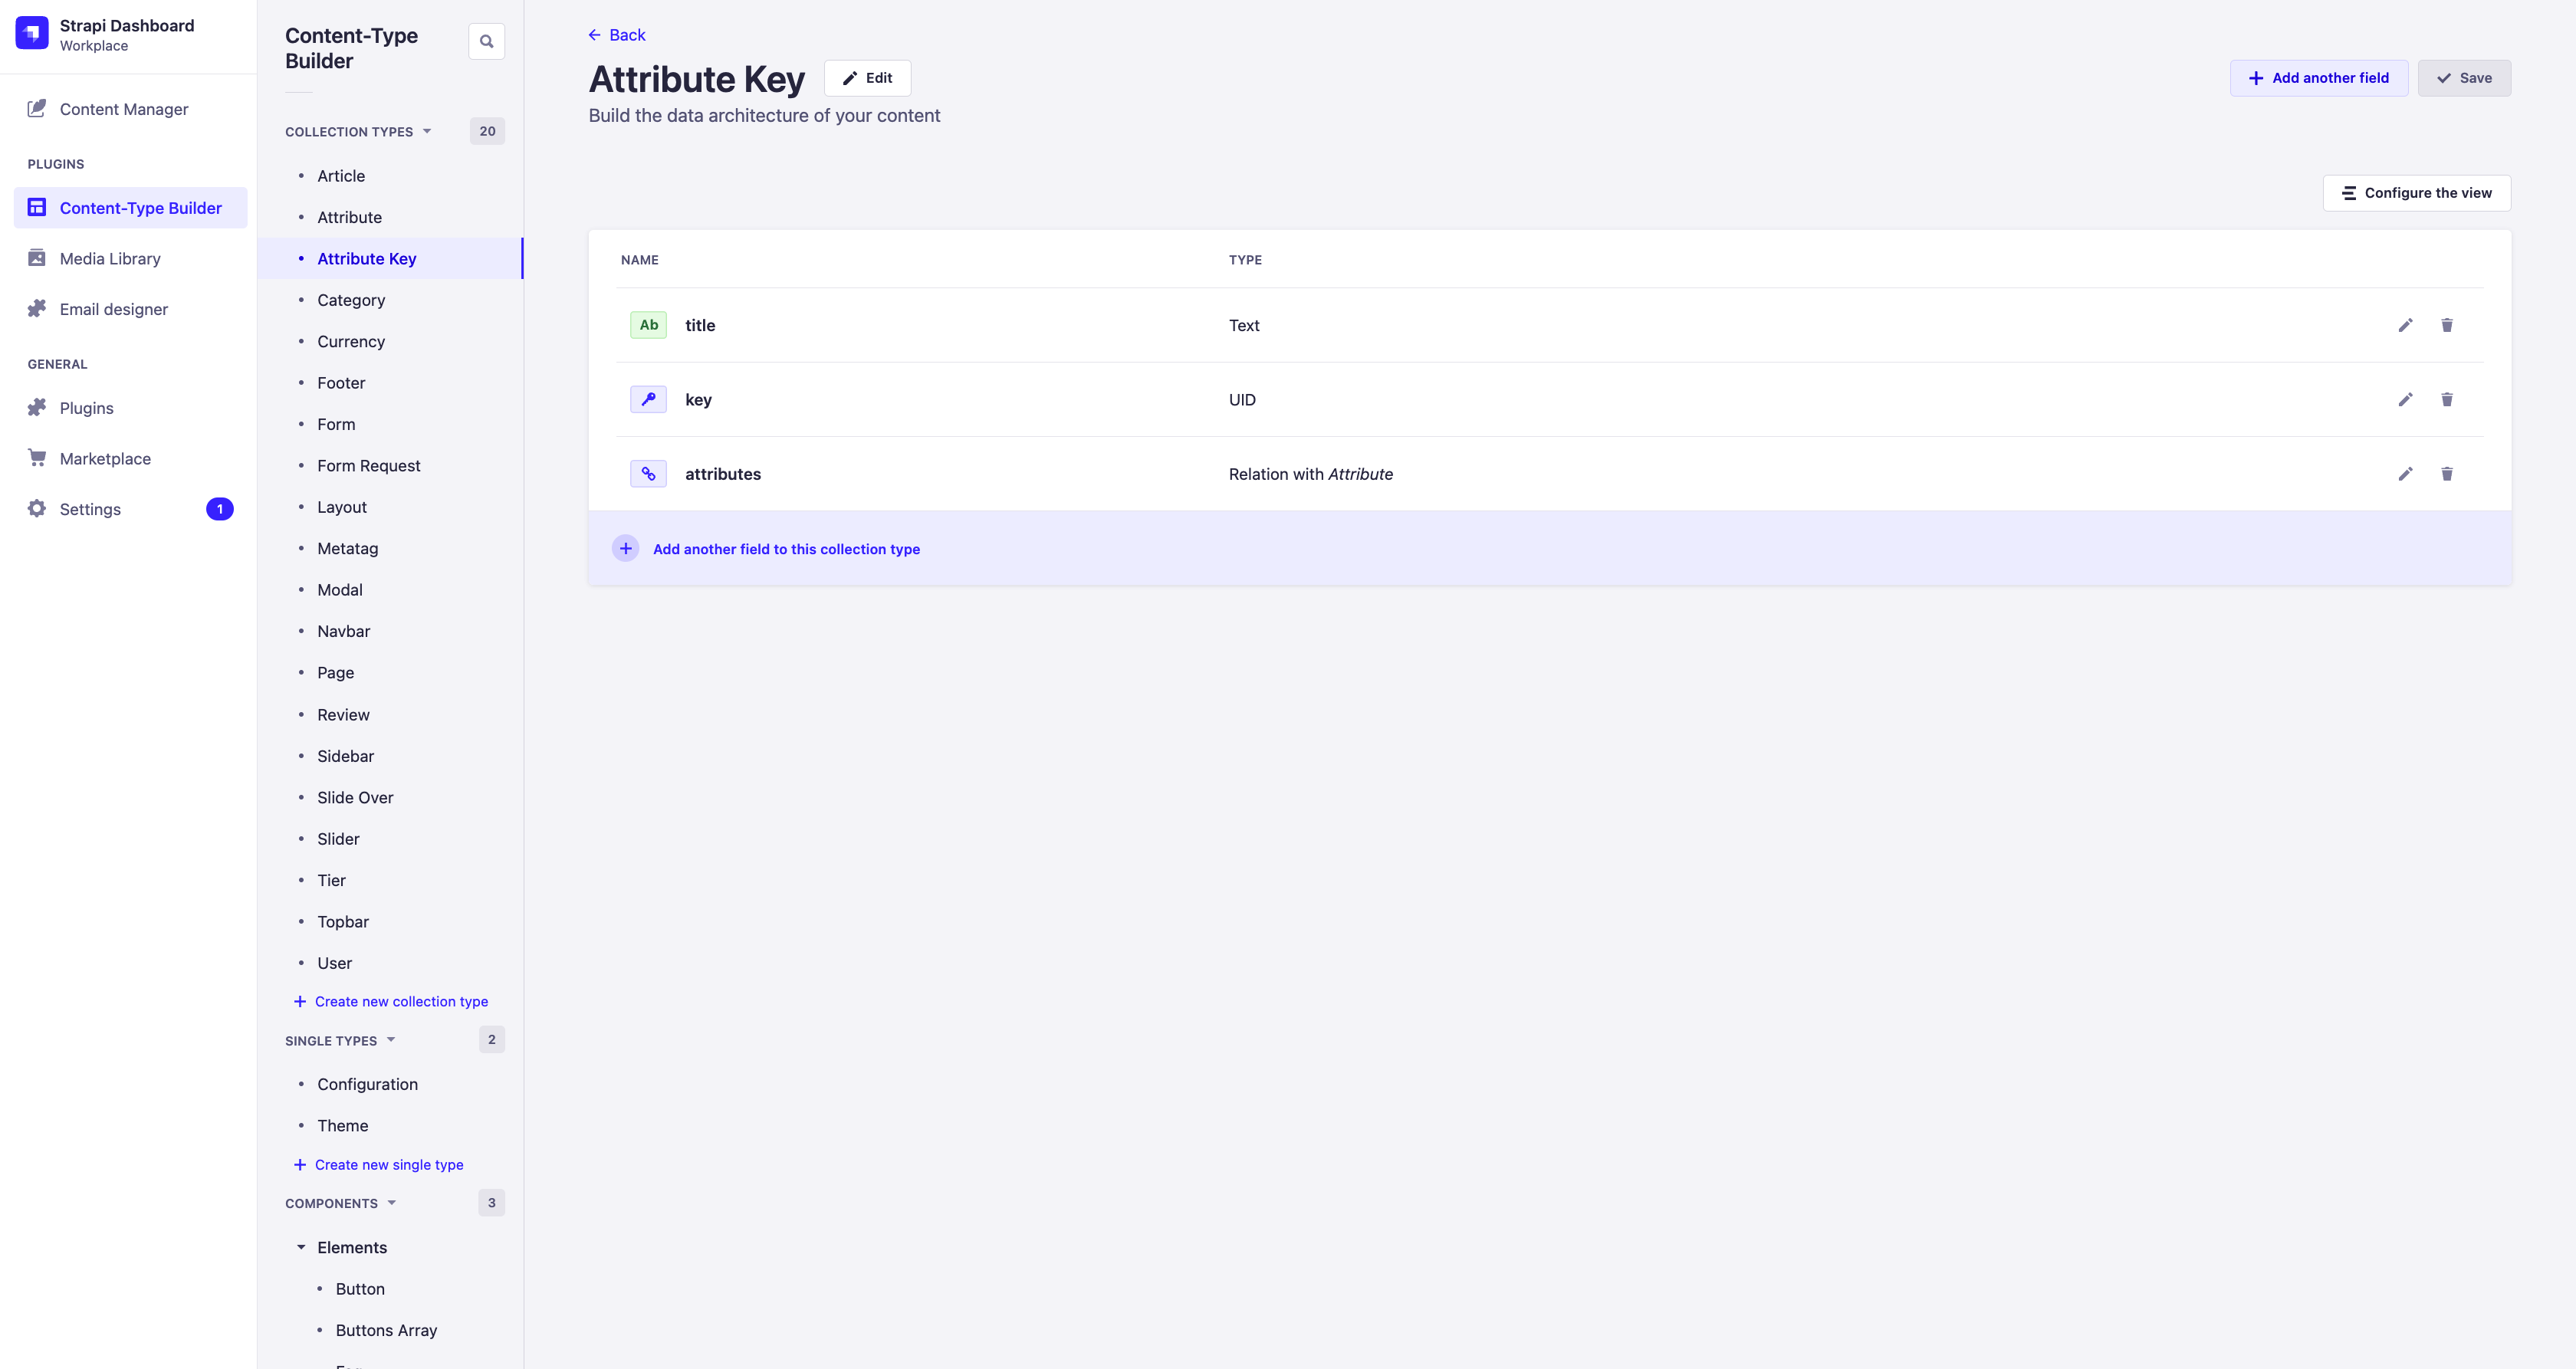 Strapi Dashboard
Workplace
Content Manager
PLUGINS
Content-Type Builder
Media Library
Email designer
GENERAL
Plugins
Marketplace
Settings
1
Content-Type
Builder
COLLECTION TYPES
20
Article
Attribute
Attribute Key
Category
Currency
Footer
Form
Form Request
Layout
Metatag
Modal
Navbar
Page
Review
Sidebar
Slide Over
Slider
Tier
Topbar
User
Create new collection type
SINGLE TYPES
2
Configuration
Theme
Create new single type
COMPONENTS
3
Elements
Button
Buttons Array
Back
Attribute Key
Edit
Build the data architecture of your content
Add another field
Save
Configure the view
NAME TYPE
Ab title Text
key UID
attributes Relation with Attribute
Add another field to this collection type